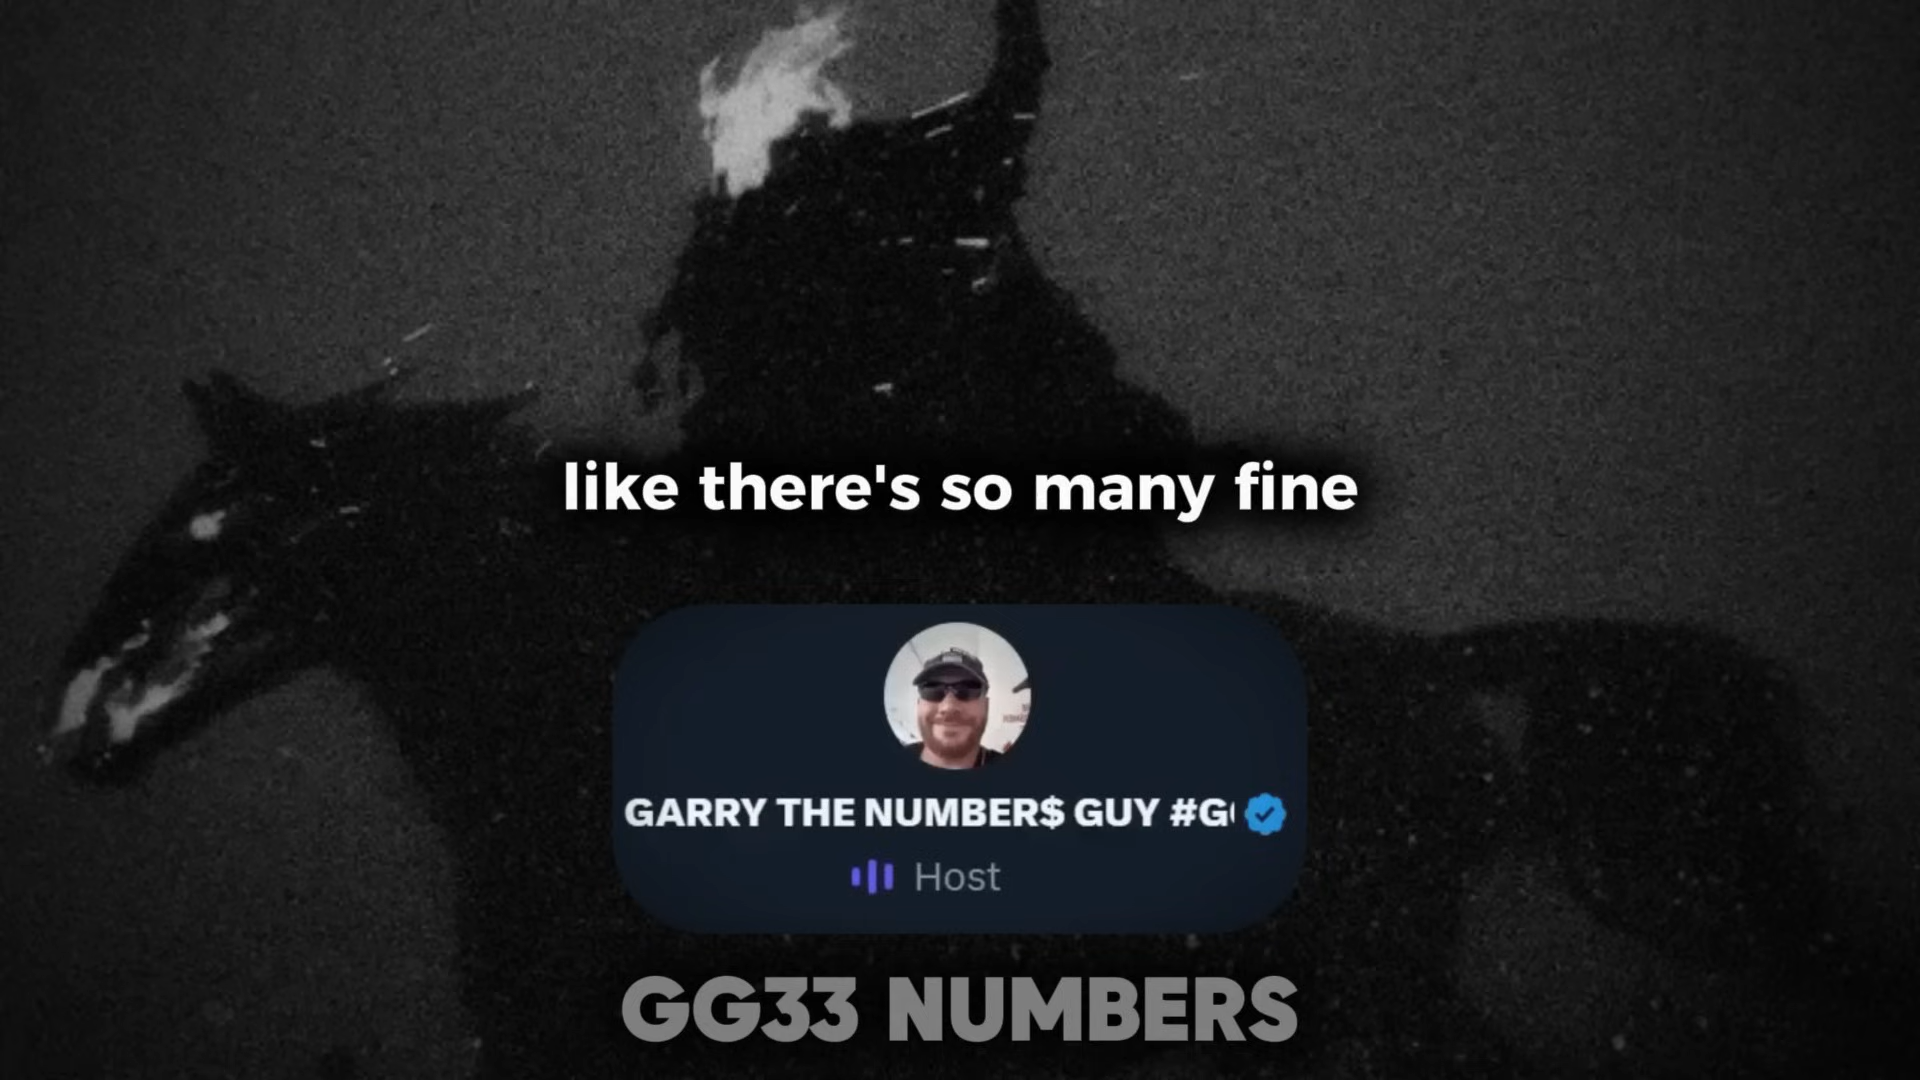 like there's so many fine
GARRY THE NUMBER$ GUY #G
Host
GG33 NUMBERS